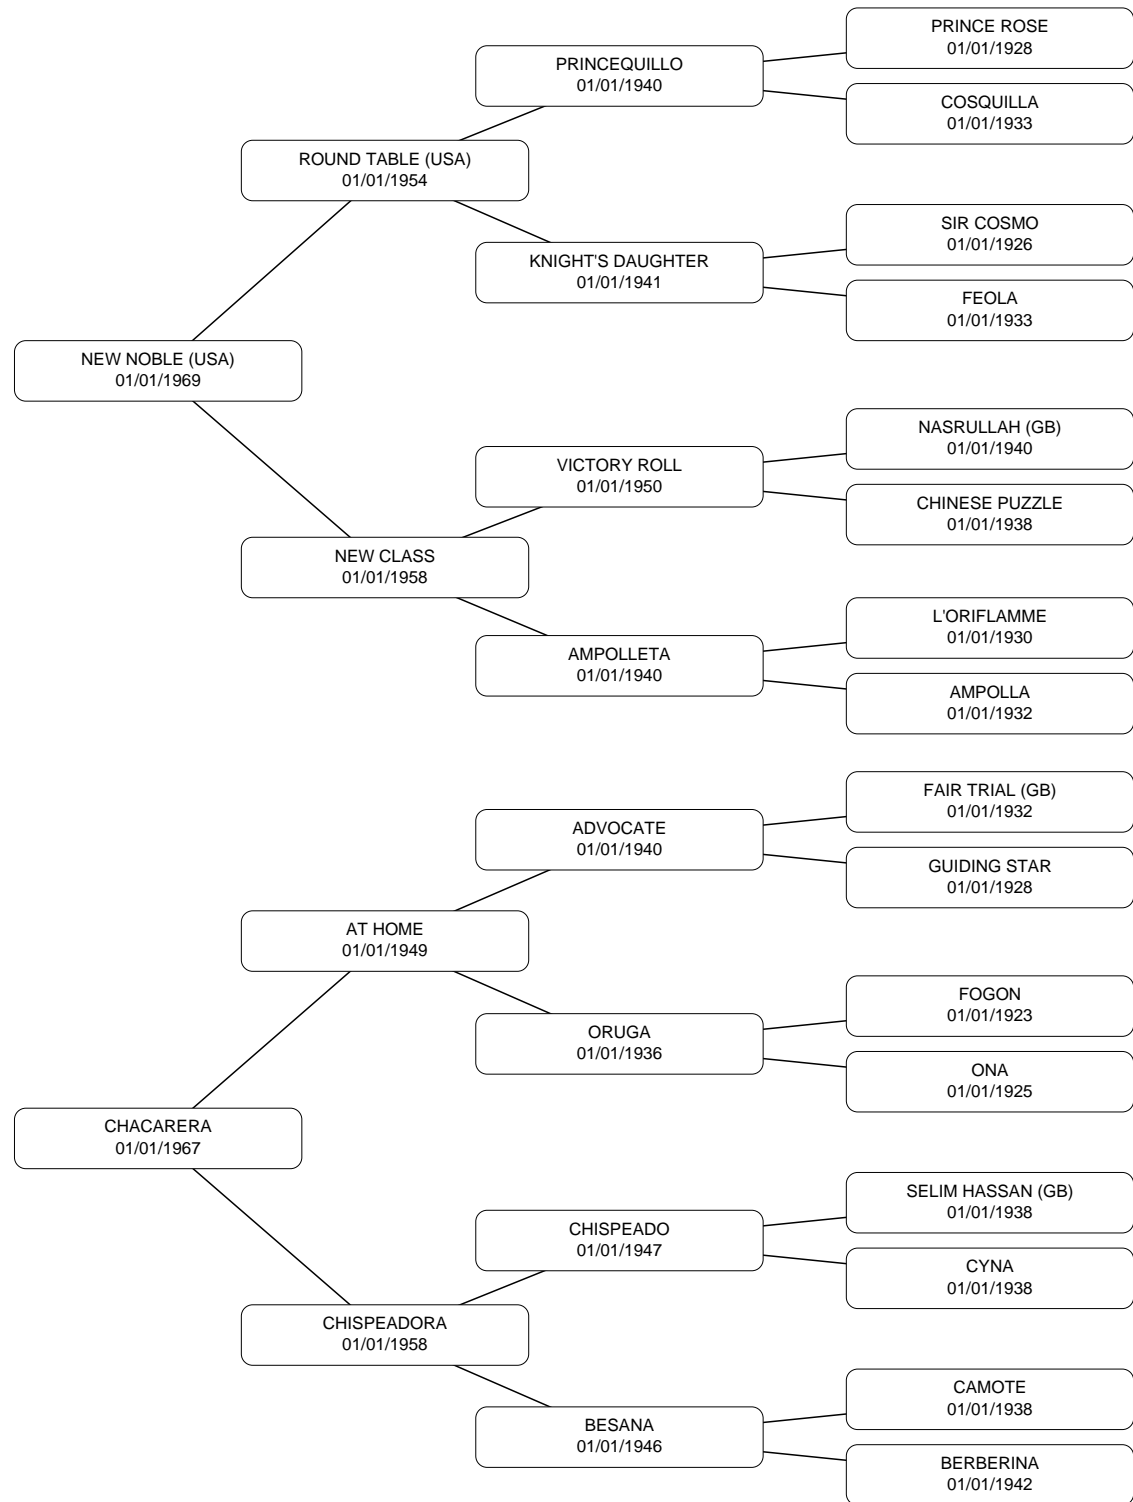 PRINCE ROSE
01/01/1928
PRINCEQUILLO
01/01/1940
COSQUILLA
01/01/1933
ROUND TABLE (USA)
01/01/1954
SIR COSMO
01/01/1926
KNIGHT'S DAUGHTER
01/01/1941
FEOLA
01/01/1933
NEW NOBLE (USA)
01/01/1969
NASRULLAH (GB)
01/01/1940
VICTORY ROLL
01/01/1950
CHINESE PUZZLE
01/01/1938
NEW CLASS
01/01/1958
L'ORIFLAMME
01/01/1930
AMPOLLETA
01/01/1940
AMPOLLA
01/01/1932
FAIR TRIAL (GB)
01/01/1932
ADVOCATE
01/01/1940
GUIDING STAR
01/01/1928
AT HOME
01/01/1949
FOGON
01/01/1923
ORUGA
01/01/1936
ONA
01/01/1925
CHACARERA
01/01/1967
SELIM HASSAN (GB)
01/01/1938
CHISPEADO
01/01/1947
CYNA
01/01/1938
CHISPEADORA
01/01/1958
CAMOTE
01/01/1938
BESANA
01/01/1946
BERBERINA
01/01/1942